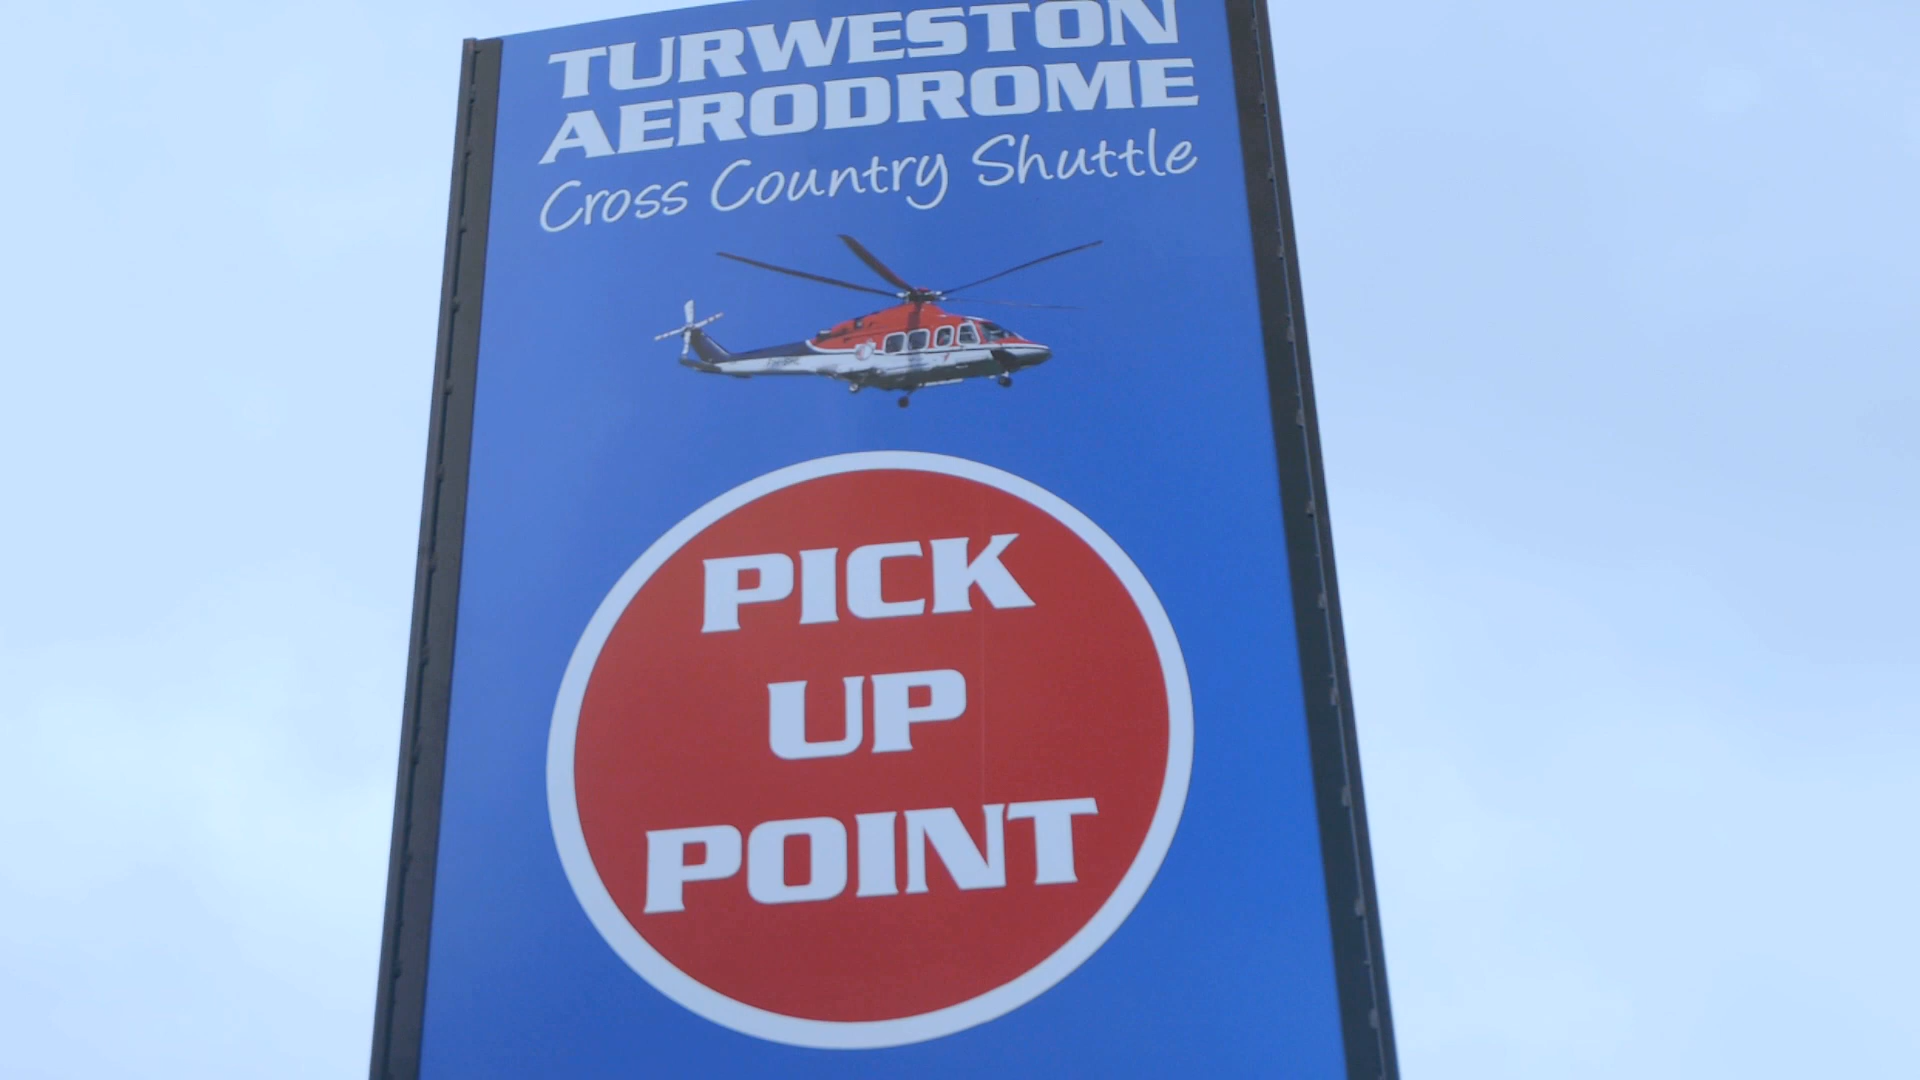 TURWESTON
AERODROME
Cross Country Shuttle
PICK
UP
POINT